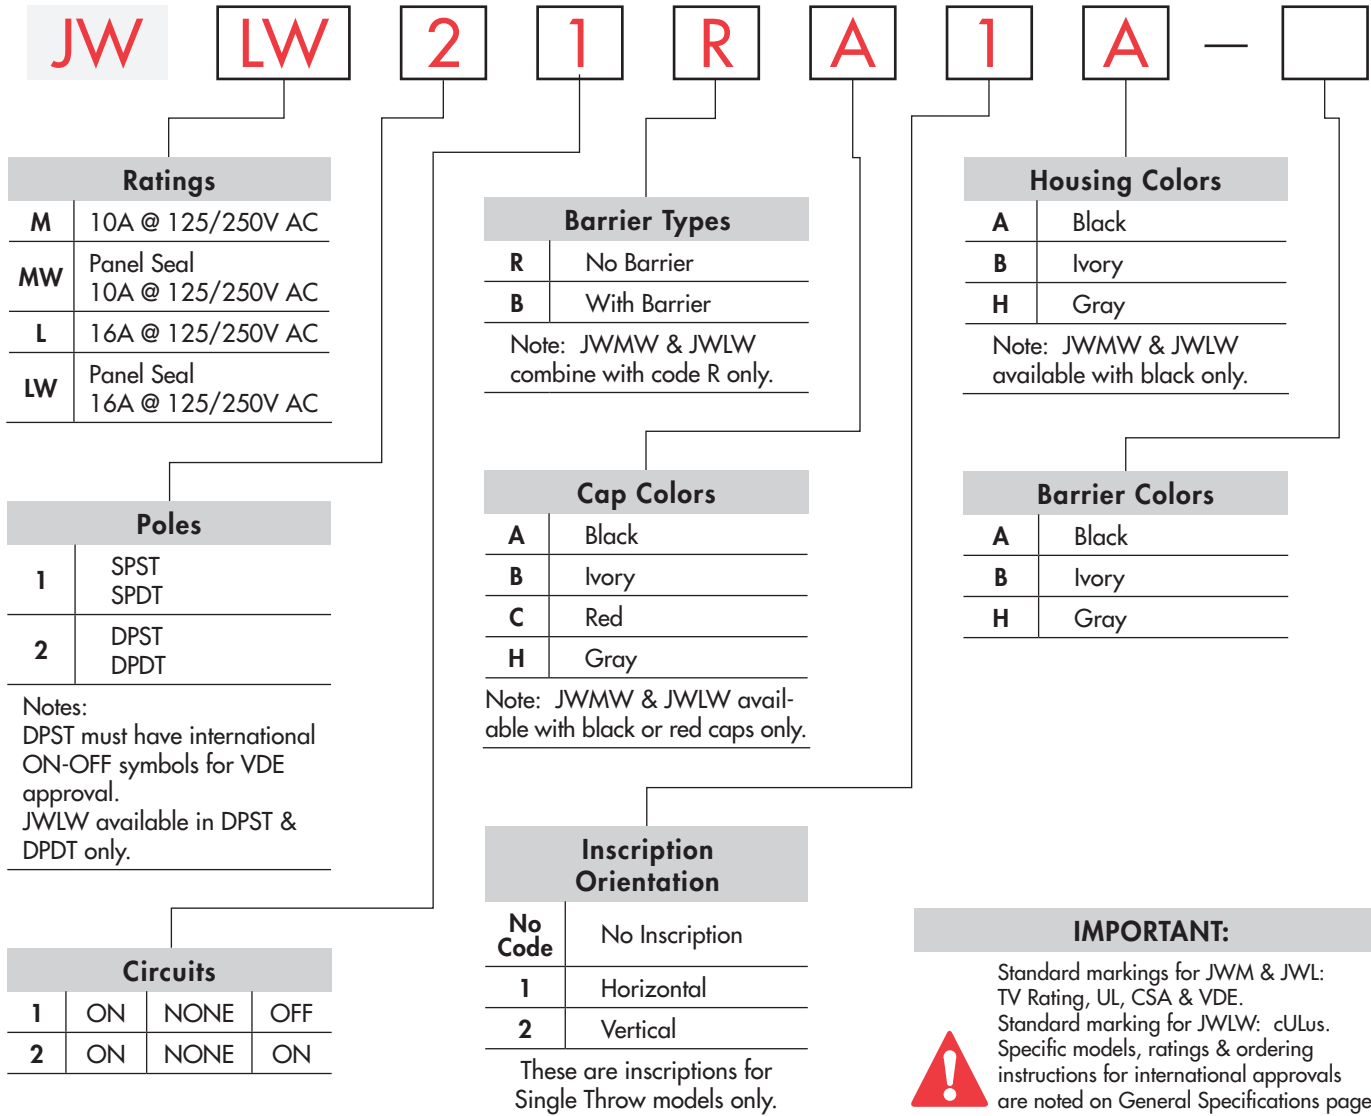 JW LW 2 1 R A 1 A —
Ratings
M 10A @ 125/250V AC
MW Panel Seal
10A @ 125/250V AC
L 16A @ 125/250V AC
LW Panel Seal
16A @ 125/250V AC
Poles
1 SPST
SPDT
2 DPST
DPDT
Notes:
DPST must have international
ON-OFF symbols for VDE
approval.
JWLW available in DPST &
DPDT only.
Circuits
1 ON NONE OFF
2 ON NONE ON
Barrier Types
R No Barrier
B With Barrier
Note: JWMW & JWLW
combine with code R only.
Cap Colors
A Black
B Ivory
C Red
H Gray
Note: JWMW & JWLW avail-
able with black or red caps only.
Inscription
Orientation
No
Code No Inscription
1 Horizontal
2 Vertical
These are inscriptions for
Single Throw models only.
Housing Colors
A Black
B Ivory
H Gray
Note: JWMW & JWLW
available with black only.
Barrier Colors
A Black
B Ivory
H Gray
IMPORTANT:
Standard markings for JWM & JWL:
TV Rating, UL, CSA & VDE.
Standard marking for JWLW: cULus.
Specific models, ratings & ordering
instructions for international approvals
are noted on General Specifications page